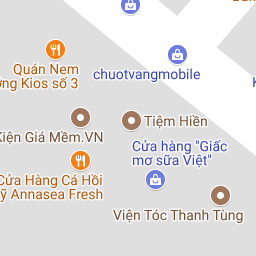 Quán Nem
ờng Kios số 3
chuotvangmobile
Tiệm Hiền
Kiện Giá Mềm.VN
Cửa hàng "Giấc
mơ sữa Việt"
Cửa Hàng Cá Hồi
ỹ Annasea Fresh
Viện Tóc Thanh Tùng